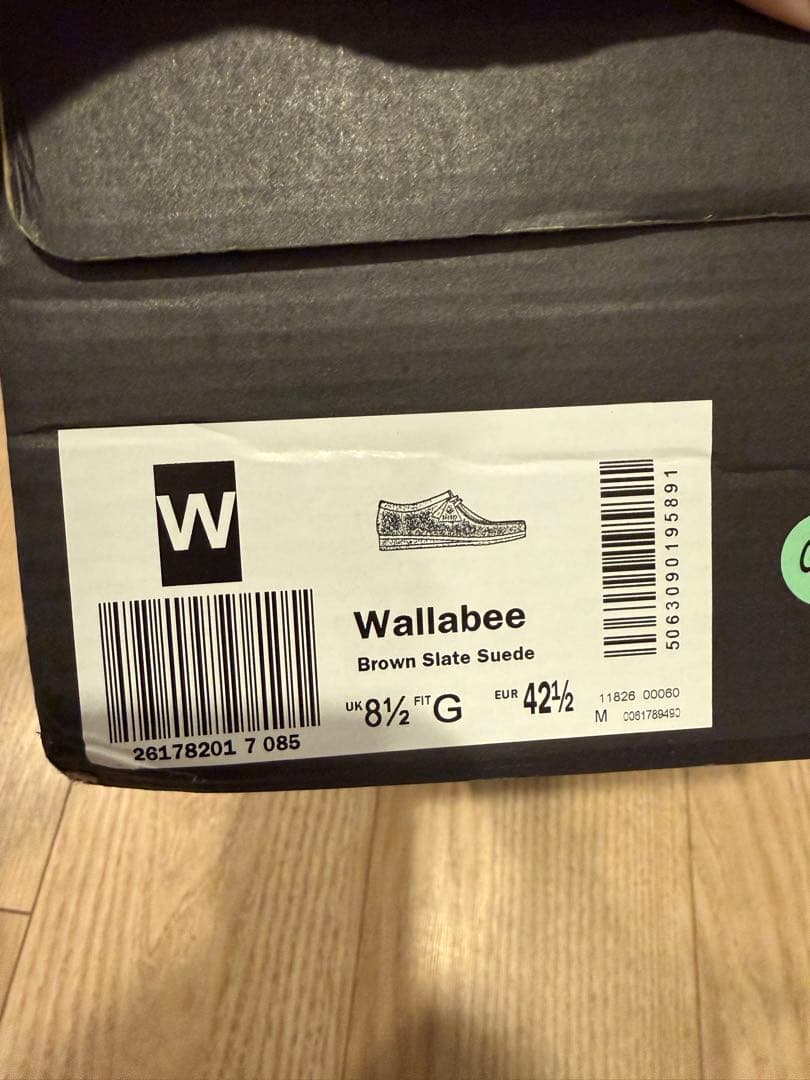 W
Wallabee
Brown Slate Suede
UK 8½ FIT G EUR 42½
26178201 7 085
5063090195891
11826 00060
M 0061789490